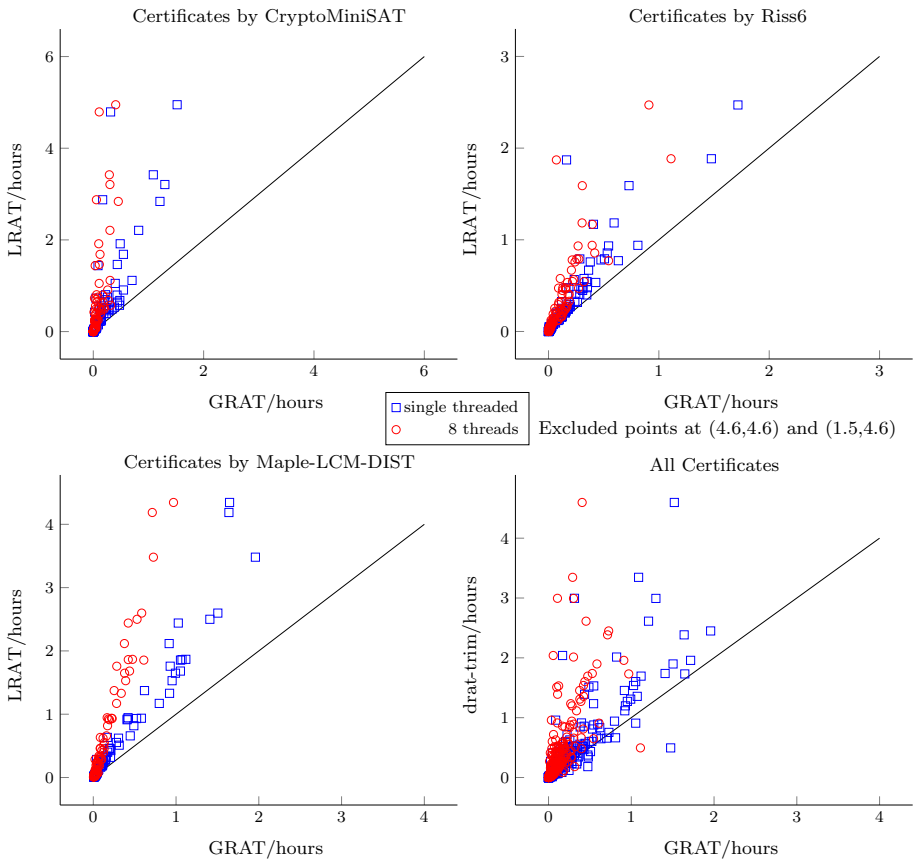 Certificates by CryptoMiniSAT
6
4
2
0
LRAT/hours
0 2 4 6
GRAT/hours
Certificates by Riss6
3
2
1
0
LRAT/hours
0 1 2 3
GRAT/hours
single threaded
8 threads
Excluded points at (4.6,4.6) and (1.5,4.6)
Certificates by Maple-LCM-DIST
4
3
2
1
0
LRAT/hours
0 1 2 3 4
GRAT/hours
All Certificates
5
4
3
2
1
0
drat-trim/hours
0 1 2 3 4
GRAT/hours